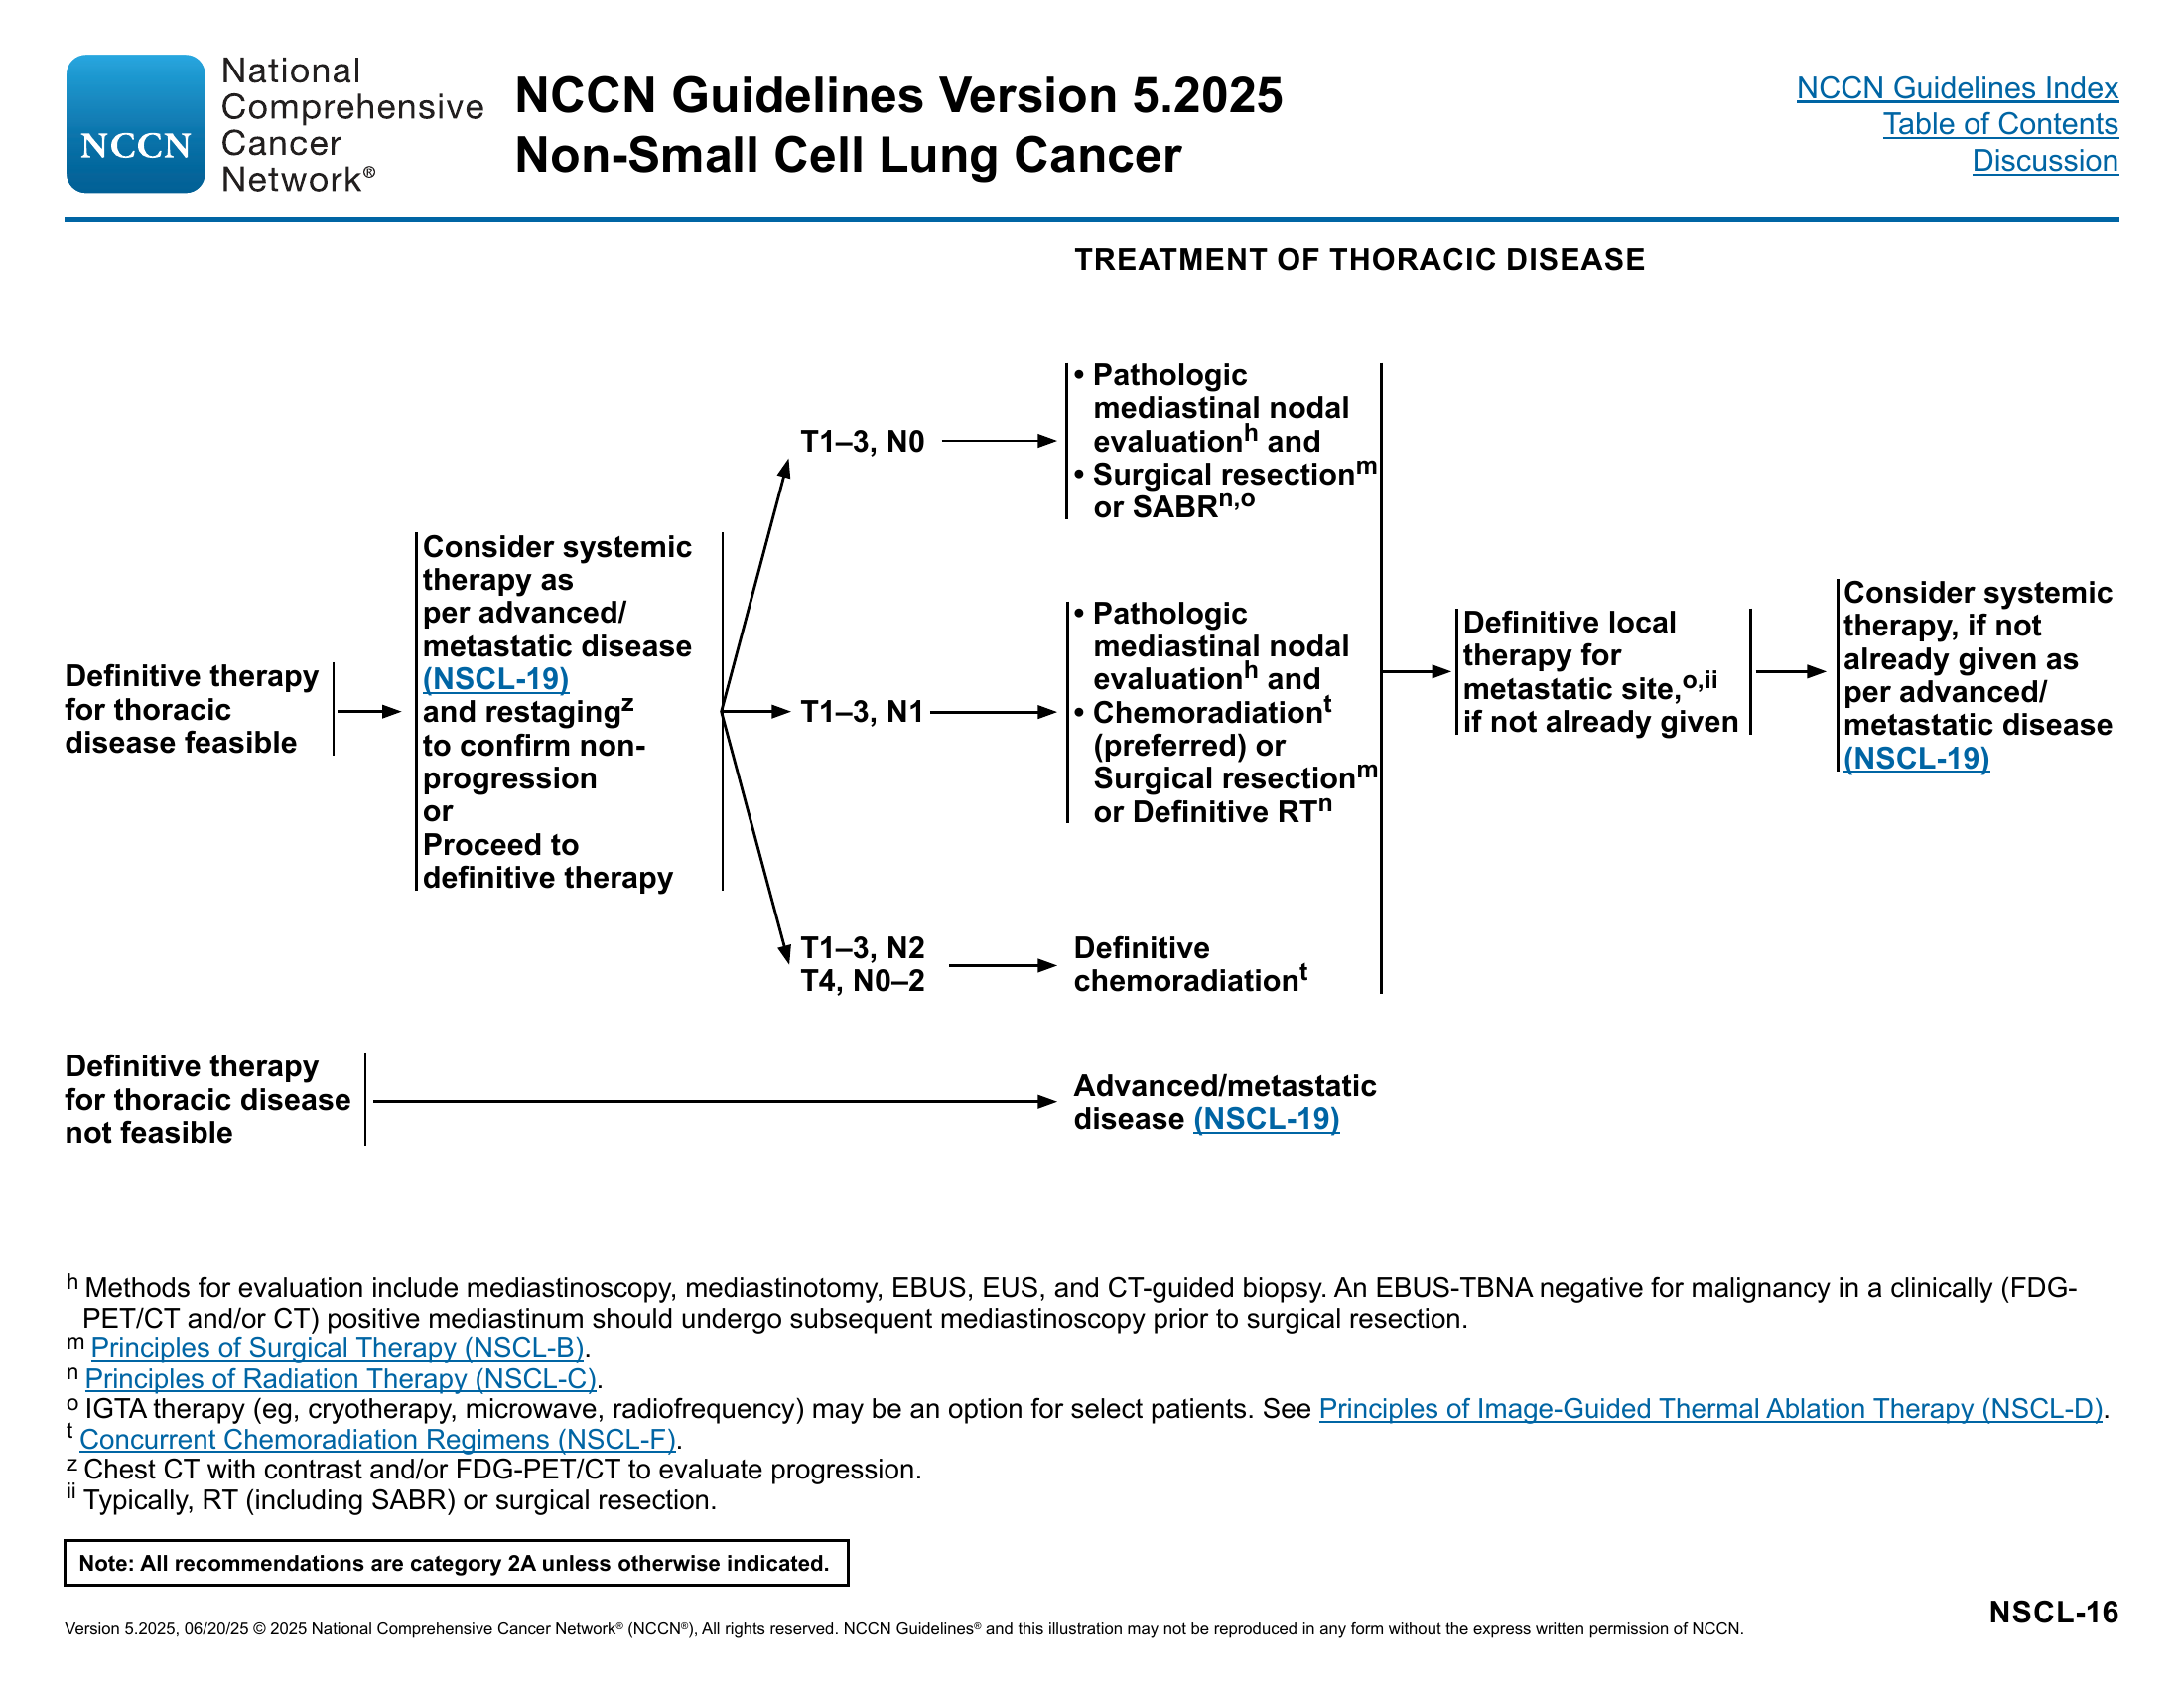 NCCN
National
Comprehensive
Cancer
Network®
NCCN Guidelines Version 5.2025
Non-Small Cell Lung Cancer
NCCN Guidelines Index
Table of Contents
Discussion
TREATMENT OF THORACIC DISEASE
Definitive therapy
for thoracic
disease feasible
Consider systemic
therapy as
per advanced/
metastatic disease
(NSCL-19)
and restagingz
to confirm non-
progression
or
Proceed to
definitive therapy
T1–3, N0
• Pathologic
mediastinal nodal
evaluationh and
• Surgical resectionm
or SABRn,o
T1–3, N1
• Pathologic
mediastinal nodal
evaluationh and
• Chemoradiationt
(preferred) or
Surgical resectionm
or Definitive RTn
T1–3, N2
T4, N0–2
Definitive
chemoradiationt
Definitive local
therapy for
metastatic site,o,ii
if not already given
Consider systemic
therapy, if not
already given as
per advanced/
metastatic disease
(NSCL-19)
Definitive therapy
for thoracic disease
not feasible
Advanced/metastatic
disease (NSCL-19)
h Methods for evaluation include mediastinoscopy, mediastinotomy, EBUS, EUS, and CT-guided biopsy. An EBUS-TBNA negative for malignancy in a clinically (FDG-
PET/CT and/or CT) positive mediastinum should undergo subsequent mediastinoscopy prior to surgical resection.
m Principles of Surgical Therapy (NSCL-B).
n Principles of Radiation Therapy (NSCL-C).
o IGTA therapy (eg, cryotherapy, microwave, radiofrequency) may be an option for select patients. See Principles of Image-Guided Thermal Ablation Therapy (NSCL-D).
t Concurrent Chemoradiation Regimens (NSCL-F).
z Chest CT with contrast and/or FDG-PET/CT to evaluate progression.
ii Typically, RT (including SABR) or surgical resection.
Note: All recommendations are category 2A unless otherwise indicated.
NSCL-16
Version 5.2025, 06/20/25 © 2025 National Comprehensive Cancer Network® (NCCN®), All rights reserved. NCCN Guidelines® and this illustration may not be reproduced in any form without the express written permission of NCCN.